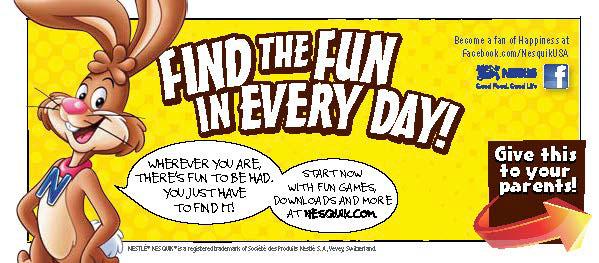 FIND THE FUN
IN EVERY DAY!
Become a fan of Happiness at
Facebook.com/NesquikUSA
Nestlé
Good Food, Good Life
f
WHEREVER YOU ARE,
THERE'S FUN TO BE HAD.
YOU JUST HAVE
TO FIND IT!
START NOW
WITH FUN GAMES,
DOWNLOADS AND MORE
AT NESQUIK.COM
Give this
to your
parents!
N
NESTLÉ® NESQUIK® is a registered trademark of Société des Produits Nestlé S.A., Vevey, Switzerland.